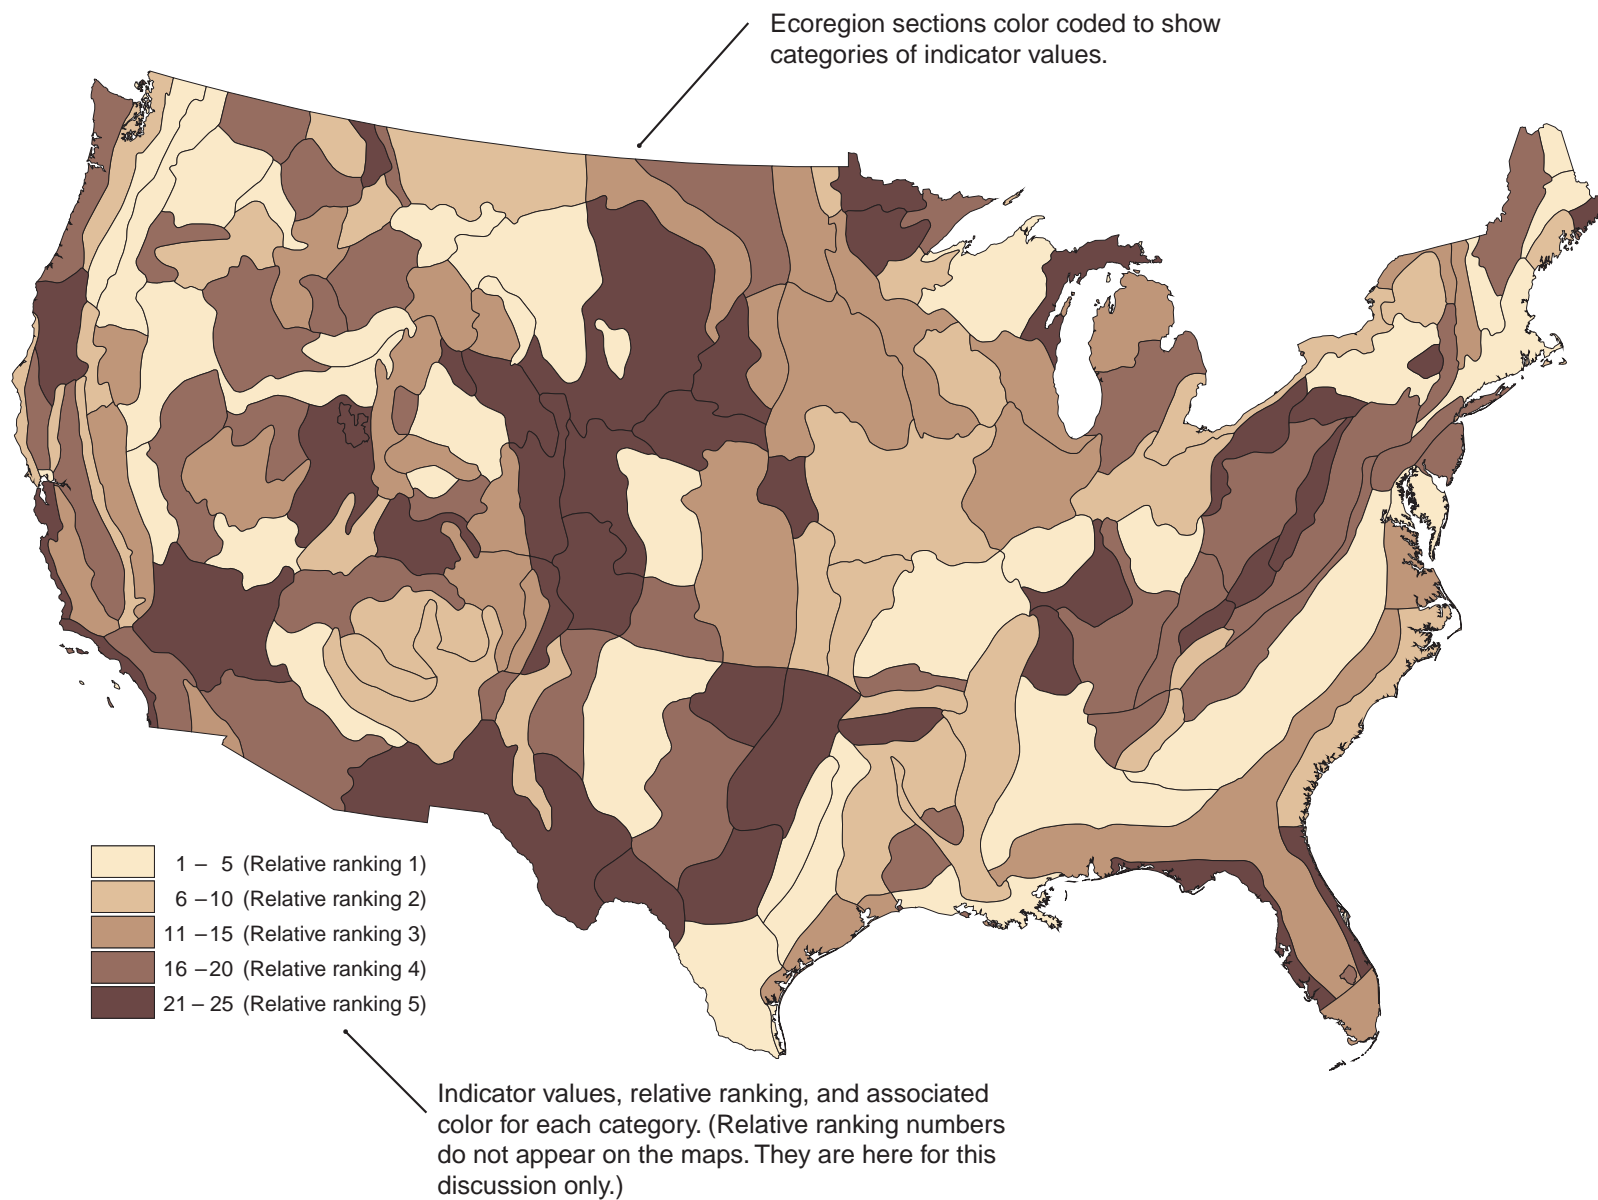 Ecoregion sections color coded to show
categories of indicator values.
1 – 5 (Relative ranking 1)
6 –10 (Relative ranking 2)
11 –15 (Relative ranking 3)
16 –20 (Relative ranking 4)
21 – 25 (Relative ranking 5)
Indicator values, relative ranking, and associated
color for each category. (Relative ranking numbers
do not appear on the maps. They are here for this
discussion only.)